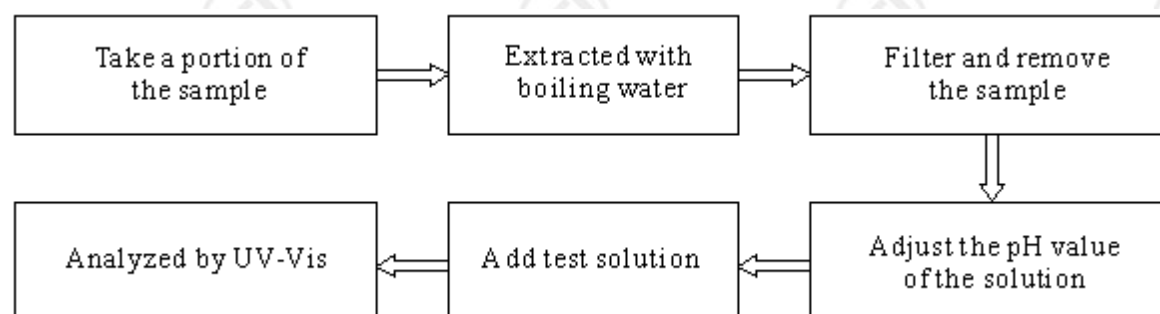 Take a portion of
the sample
Extracted with
boiling water
Filter and remove
the sample
Adjust the pH value
of the solution
Add test solution
Analyzed by UV-Vis